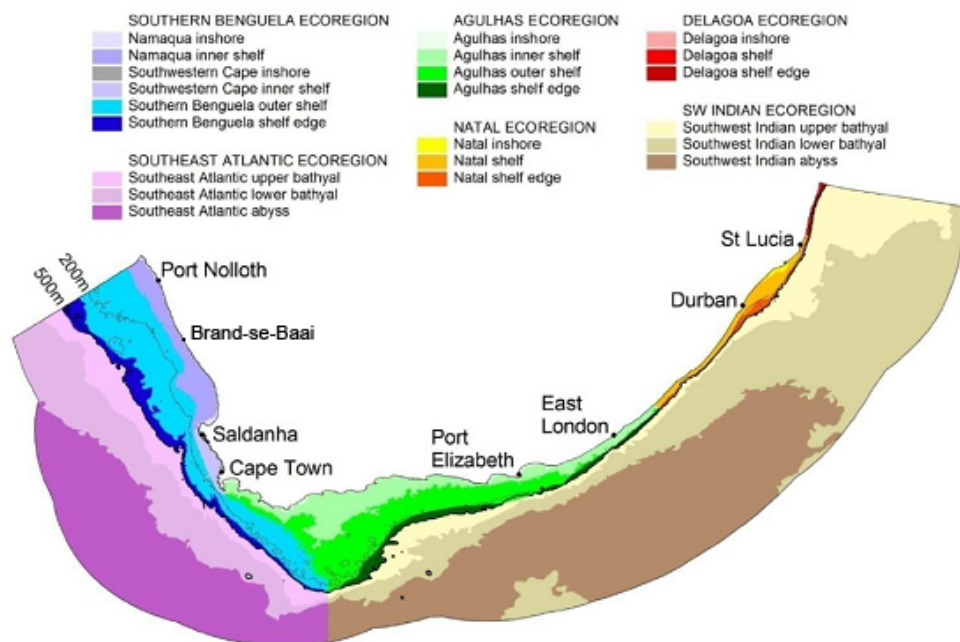 SOUTHERN BENGUELA ECOREGION
Namaqua inshore
Namaqua inner shelf
Southwestern Cape inshore
Southwestern Cape inner shelf
Southern Benguela outer shelf
Southern Benguela shelf edge
SOUTHEAST ATLANTIC ECOREGION
Southeast Atlantic upper bathyal
Southeast Atlantic lower bathyal
Southeast Atlantic abyss
AGULHAS ECOREGION
Agulhas inshore
Agulhas inner shelf
Agulhas outer shelf
Agulhas shelf edge
NATAL ECOREGION
Natal inshore
Natal shelf
Natal shelf edge
DELAGOA ECOREGION
Delagoa inshore
Delagoa shelf
Delagoa shelf edge
SW INDIAN ECOREGION
Southwest Indian upper bathyal
Southwest Indian lower bathyal
Southwest Indian abyss
200m
500m
Port Nolloth
Brand-se-Baai
Saldanha
Cape Town
Port
Elizabeth
East
London
Durban
St Lucia